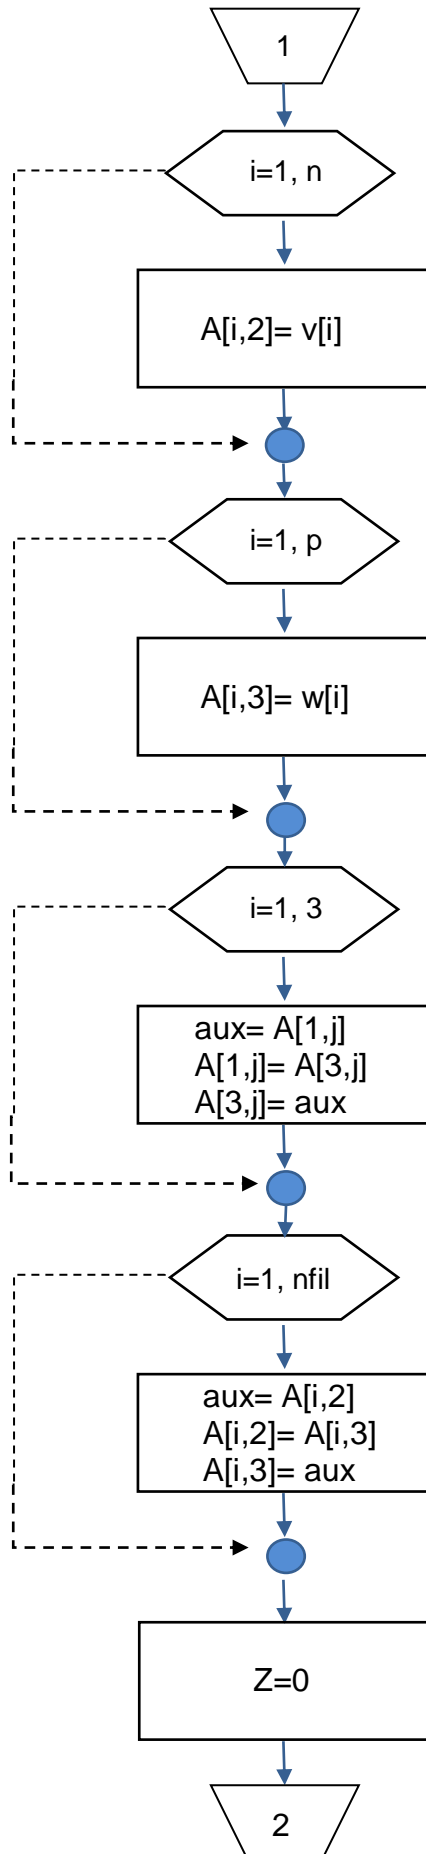 1
i=1, n
A[i,2]= v[i]
i=1, p
A[i,3]= w[i]
i=1, 3
aux= A[1,j]
A[1,j]= A[3,j]
A[3,j]= aux
i=1, nfil
aux= A[i,2]
A[i,2]= A[i,3]
A[i,3]= aux
Z=0
2